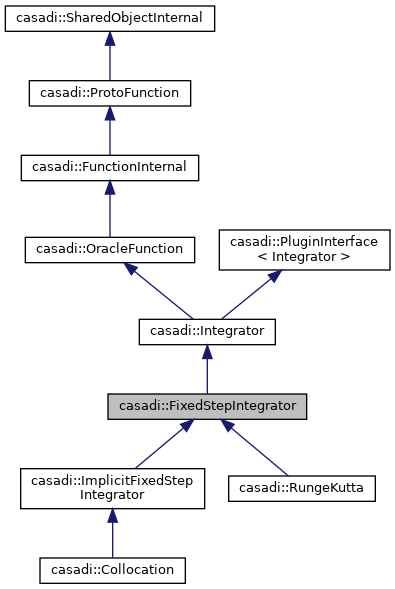 casadi::SharedObjectInternal
casadi::ProtoFunction
casadi::FunctionInternal
casadi::OracleFunction
casadi::PluginInterface
< Integrator >
casadi::Integrator
casadi::FixedStepIntegrator
casadi::ImplicitFixedStep
Integrator
casadi::RungeKutta
casadi::Collocation